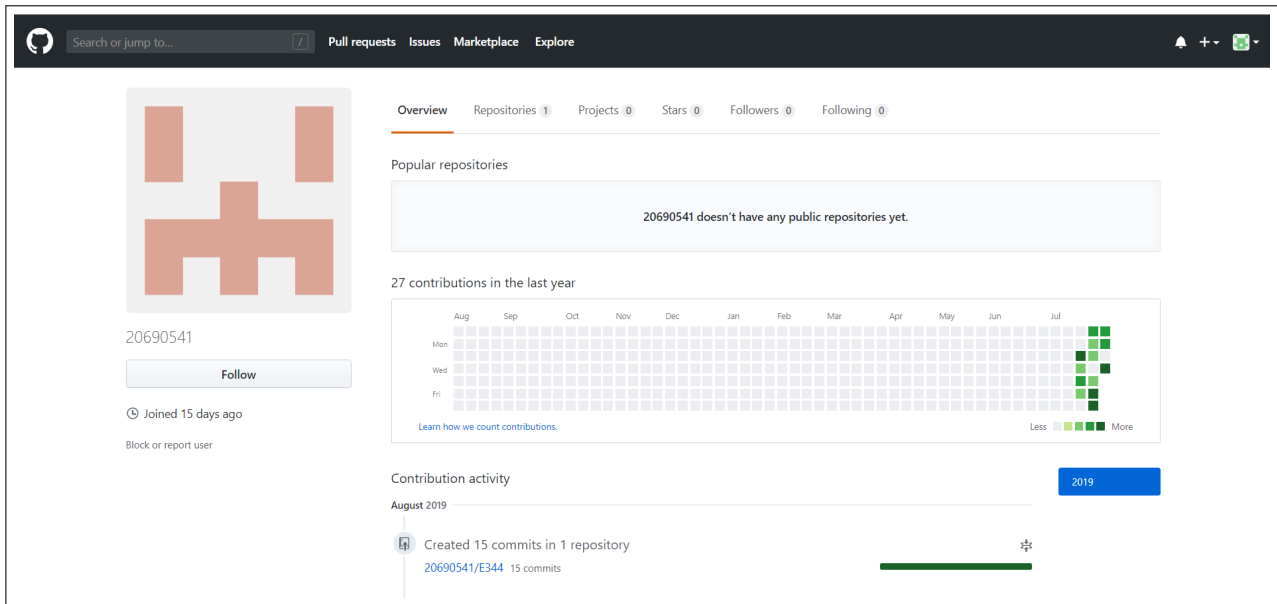 Search or jump to... / Pull requests Issues Marketplace Explore
Overview Repositories 1 Projects 0 Stars 0 Followers 0 Following 0
Popular repositories
20690541 doesn't have any public repositories yet.
27 contributions in the last year
Aug Sep Oct Nov Dec Jan Feb Mar Apr May Jun Jul
Mon
Wed
Fri
Learn how we count contributions. Less More
20690541
Follow
Joined 15 days ago
Block or report user
Contribution activity 2019
August 2019
Created 15 commits in 1 repository
20690541/E344 15 commits